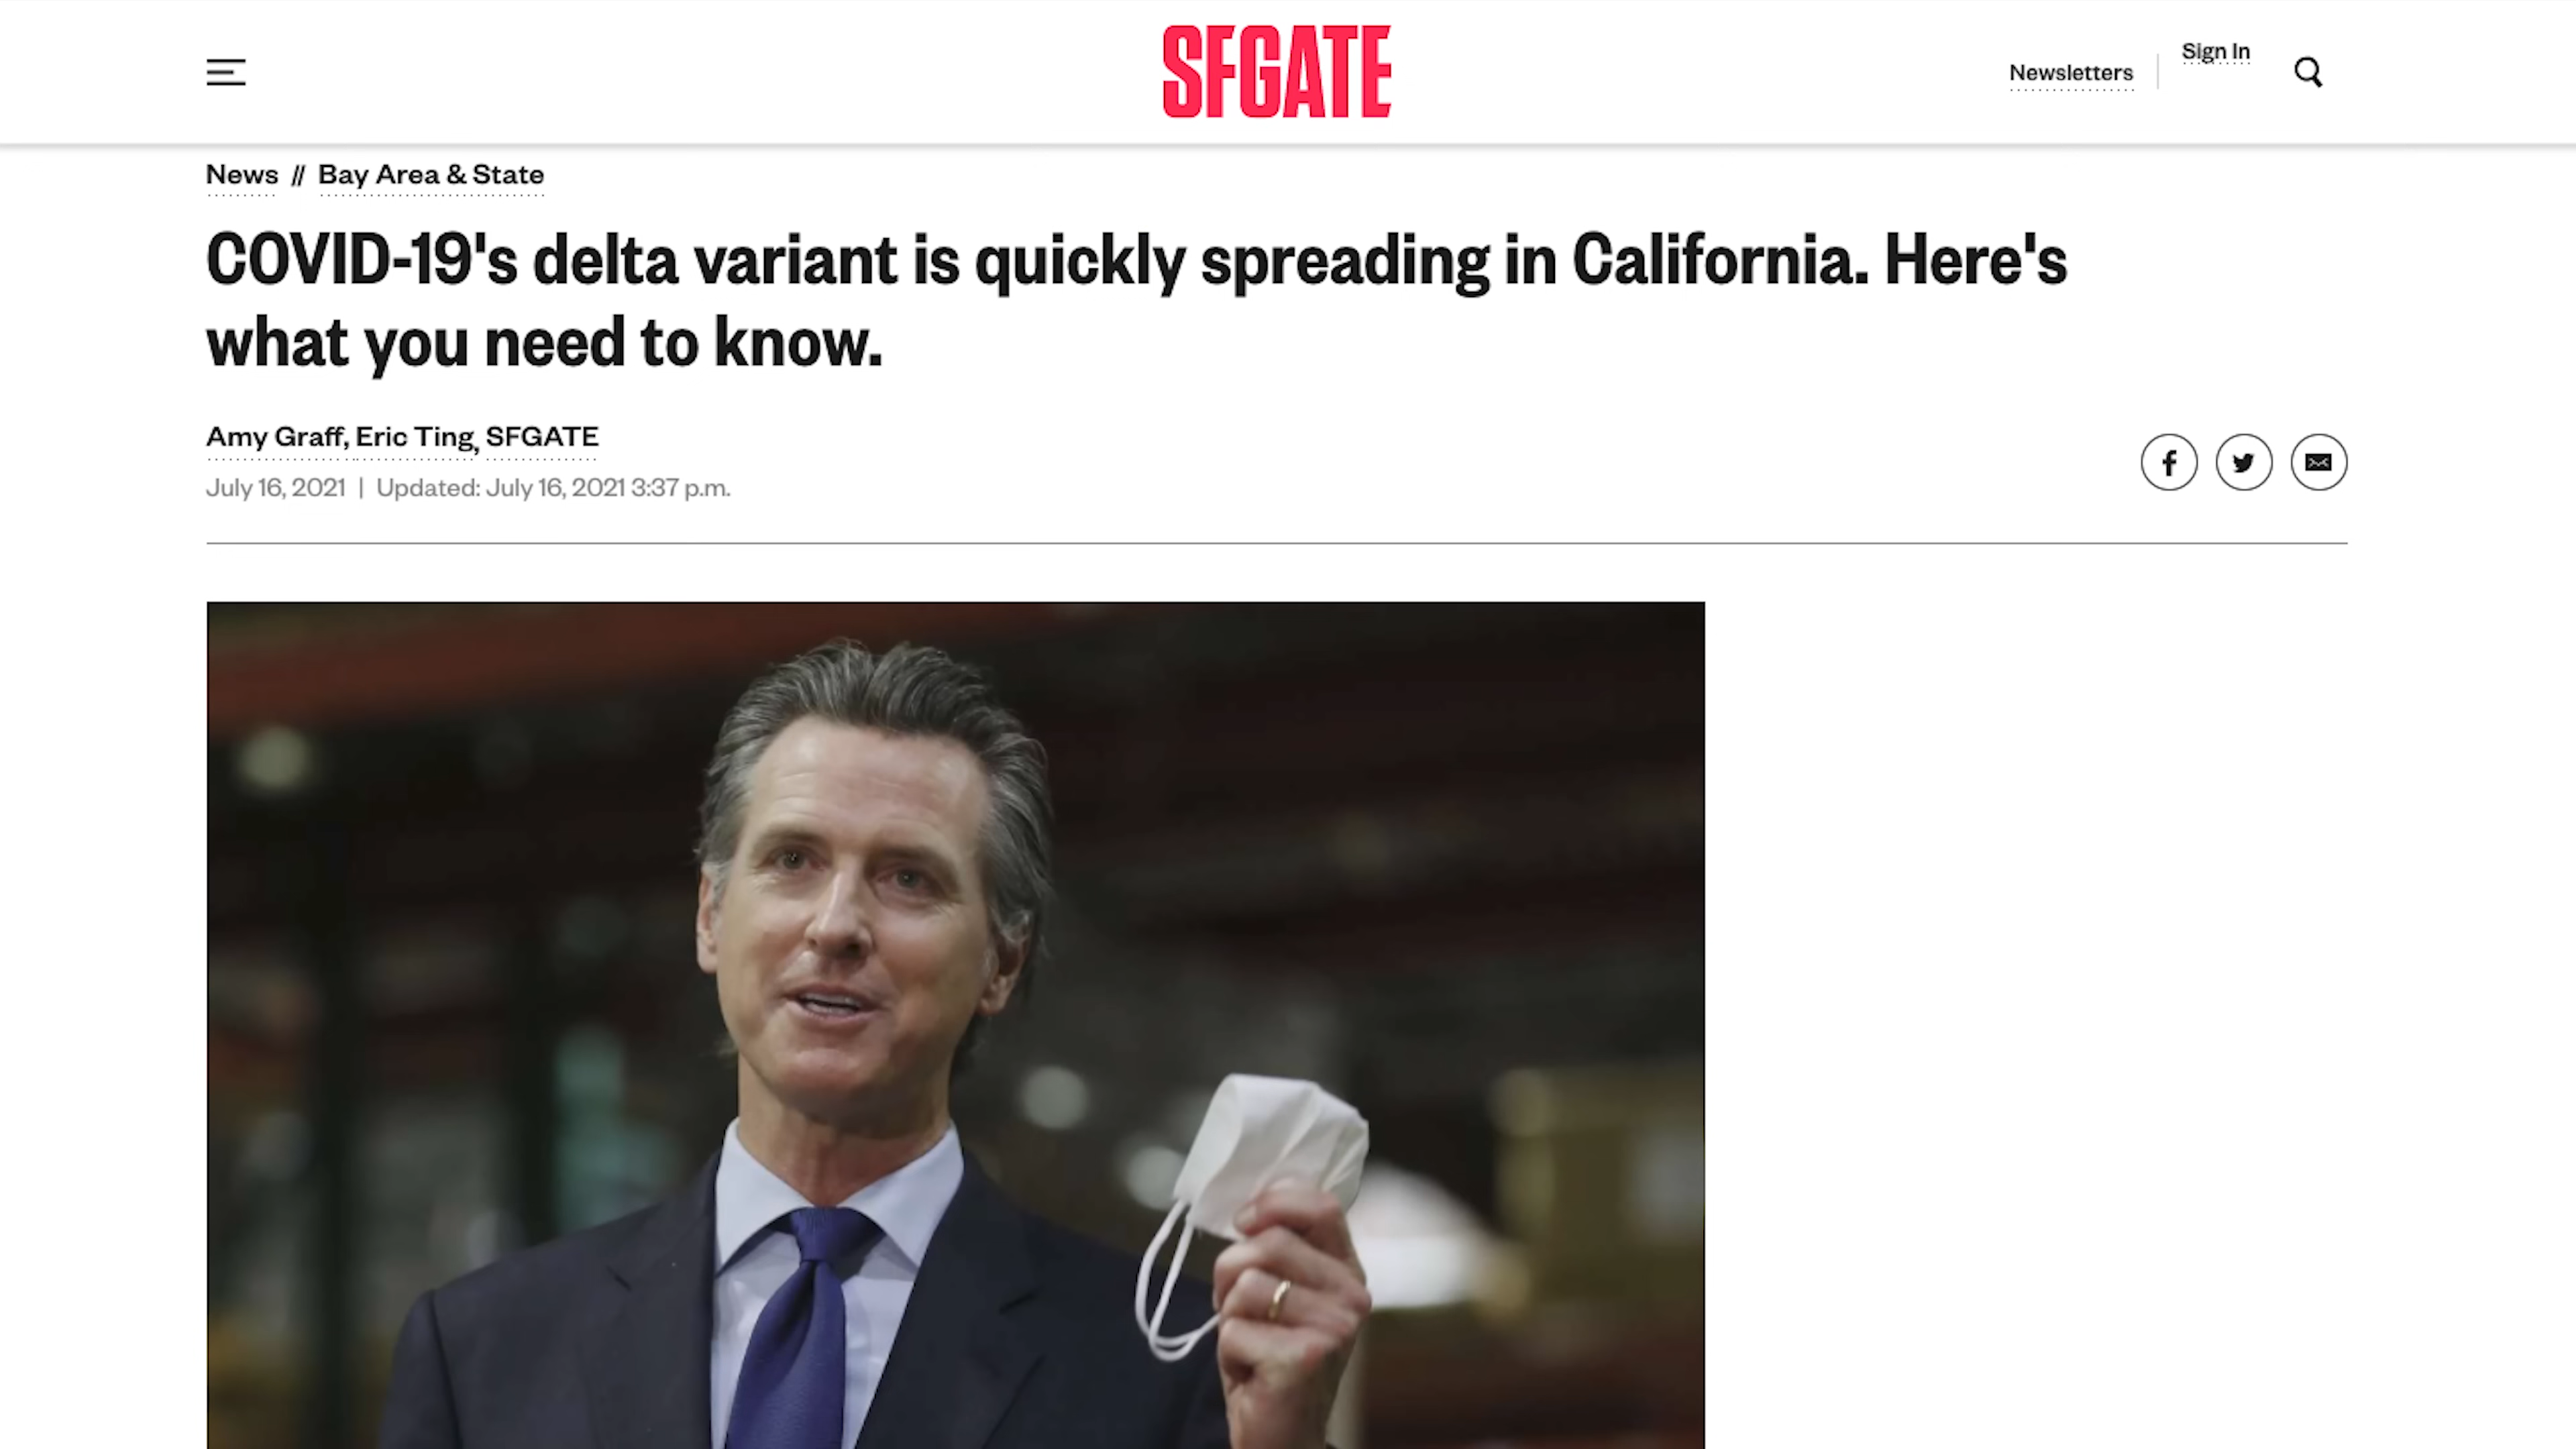 SFGATE
Newsletters
Sign In
News // Bay Area & State
COVID-19's delta variant is quickly spreading in California. Here's
what you need to know.
Amy Graff, Eric Ting, SFGATE
July 16, 2021 | Updated: July 16, 2021 3:37 p.m.